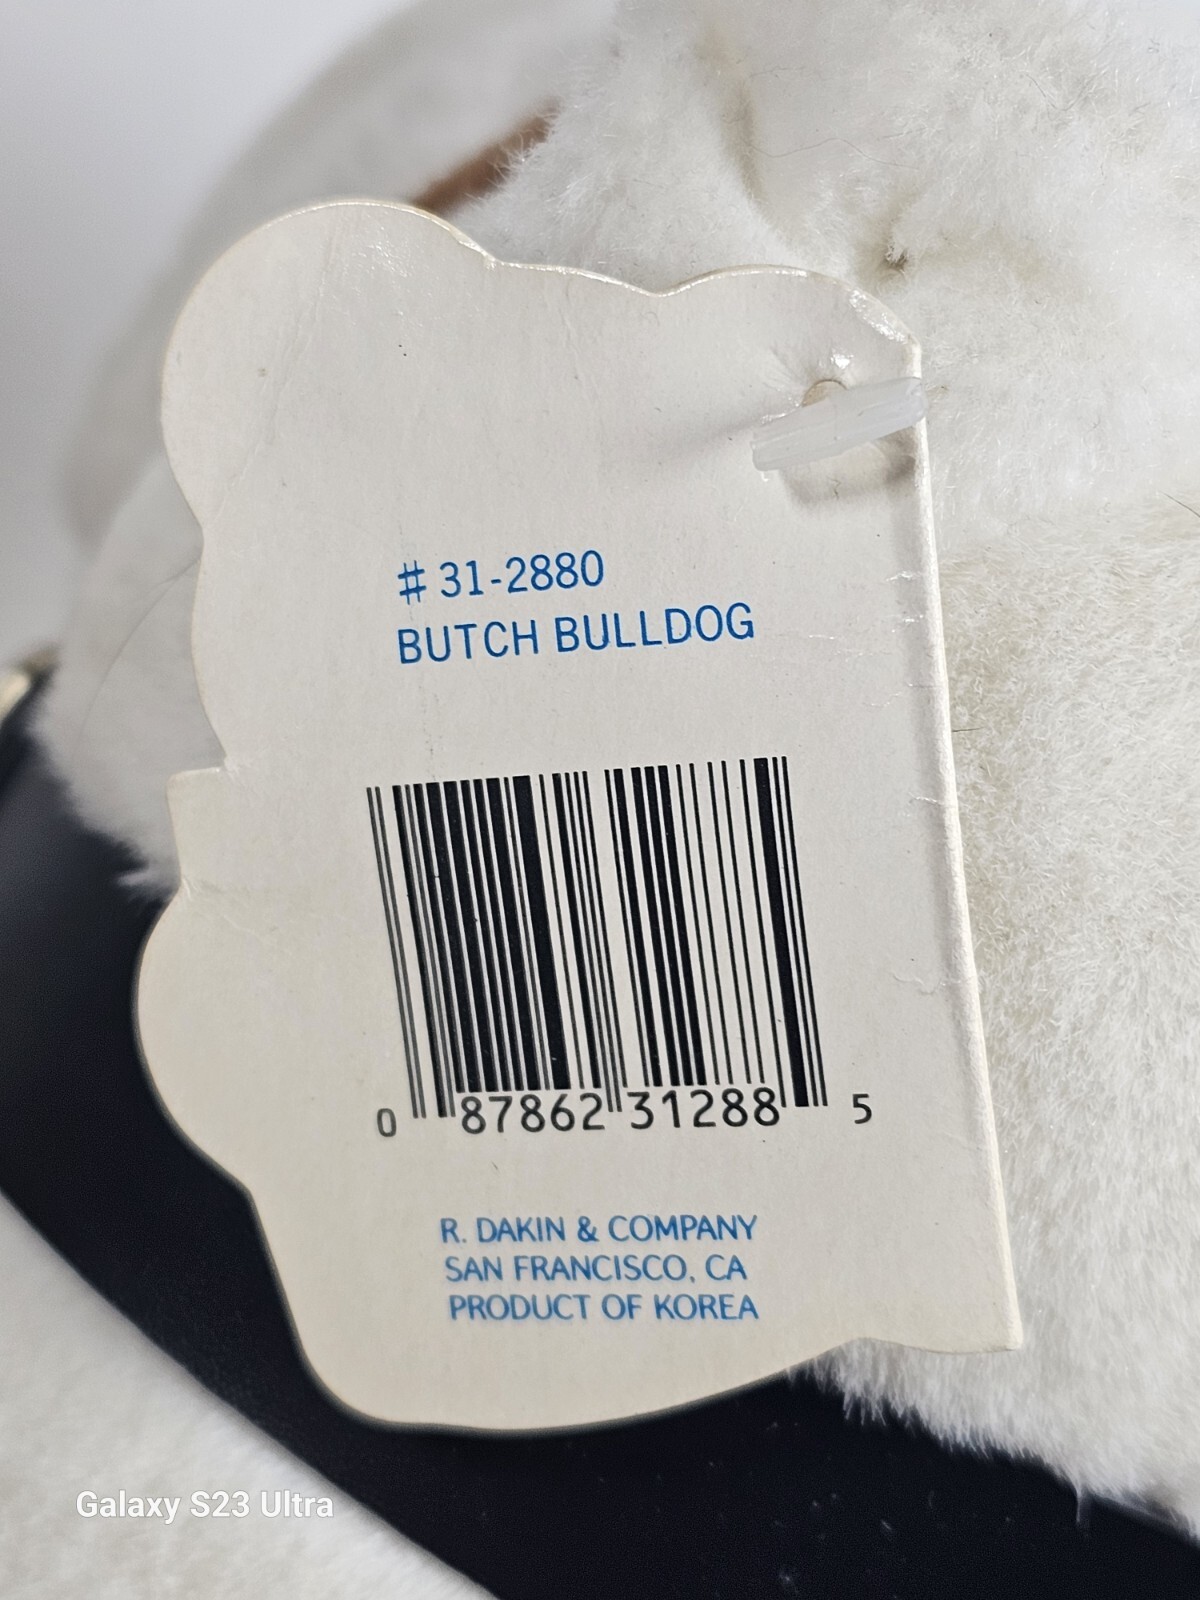 # 31-2880
BUTCH BULLDOG
0 87862 31288 5
R. DAKIN & COMPANY
SAN FRANCISCO, CA
PRODUCT OF KOREA
Galaxy S23 Ultra